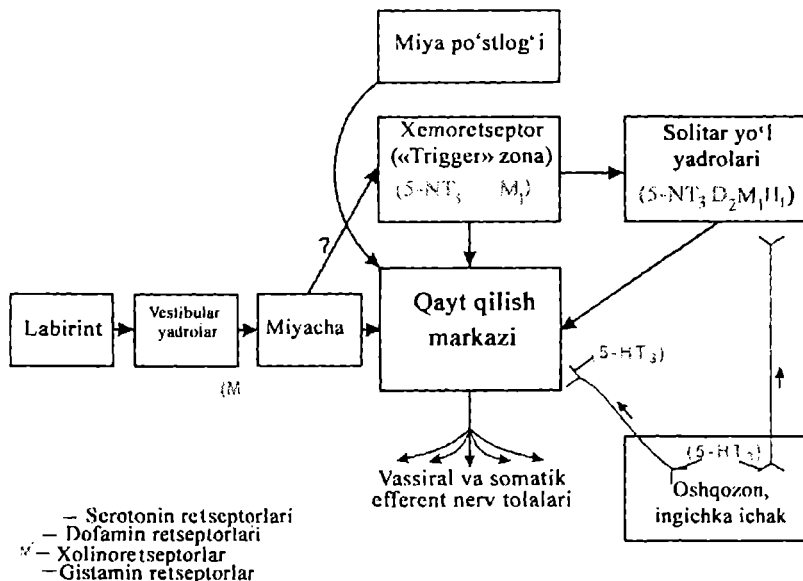 Miya po‘stlog‘i
Xemoretseptor
(«Trigger» zona)
(5-NT₃ M₁)
Solitar yo‘l
yadrolari
(5-NT₃ D₂M₁H₁)
?
Labirint
Vestibular
yadrolar
(M
Miyacha
Qayt qilish
markazi
5-HT₃)
(5-HT₃)
Oshqozon,
ingichka ichak
Vassiral va somatik
efferent nerv tolalari
– Serotonin retseptorlari
– Dofamin retseptorlari
M – Xolinoretseptorlar
– Gistamin retseptorlar